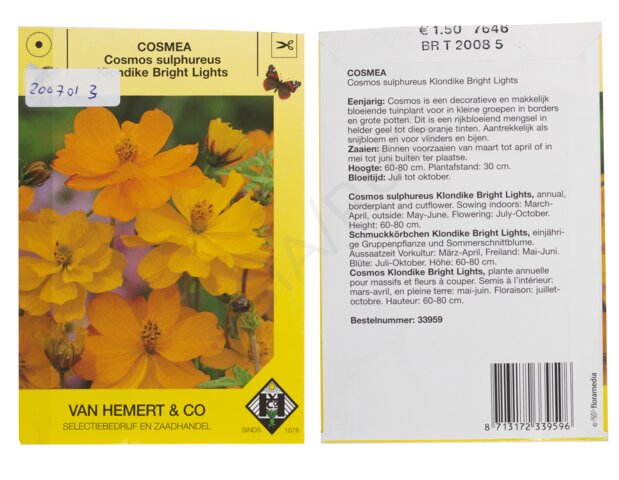 COSMEA
Cosmos sulphureus
Klondike Bright Lights
200701 3
VAN HEMERT & CO
SELECTIEBEDRIJF EN ZAADHANDEL
SINDS 1876
€ 1.50 7646
BR T 2008 5
COSMEA
Cosmos sulphureus Klondike Bright Lights
Eenjarig: Cosmos is een decoratieve en makkelijk
bloeiende tuinplant voor in kleine groepen in borders
en grote potten. Dit is een rijkbloeiend mengsel in
helder geel tot diep oranje tinten. Aantrekkelijk als
snijbloem en voor vlinders en bijen.
Zaaien: Binnen voorzaaien van maart tot april of in
mei tot juni buiten ter plaatse.
Hoogte: 60-80 cm. Plantafstand: 30 cm.
Bloeitijd: Juli tot oktober.
Cosmos sulphureus Klondike Bright Lights, annual,
borderplant and cutflower. Sowing indoors: March-
April, outside: May-June. Flowering: July-October.
Height: 60-80 cm.
Schmuckkörbchen Klondike Bright Lights, einjähri-
ge Gruppenpflanze und Sommerschnittblume.
Aussaatzeit Vorkultur: März-April, Freiland: Mai-Juni.
Blüte: Juli-Oktober. Höhe: 60-80 cm.
Cosmos Klondike Bright Lights, plante annuelle
pour massifs et fleurs à couper. Semis à l'intérieur:
mars-avril, en pleine terre: mai-juin. Floraison: juillet-
octobre. Hauteur: 60-80 cm.
Bestelnummer: 33959
8 713172 339596
© floramedia